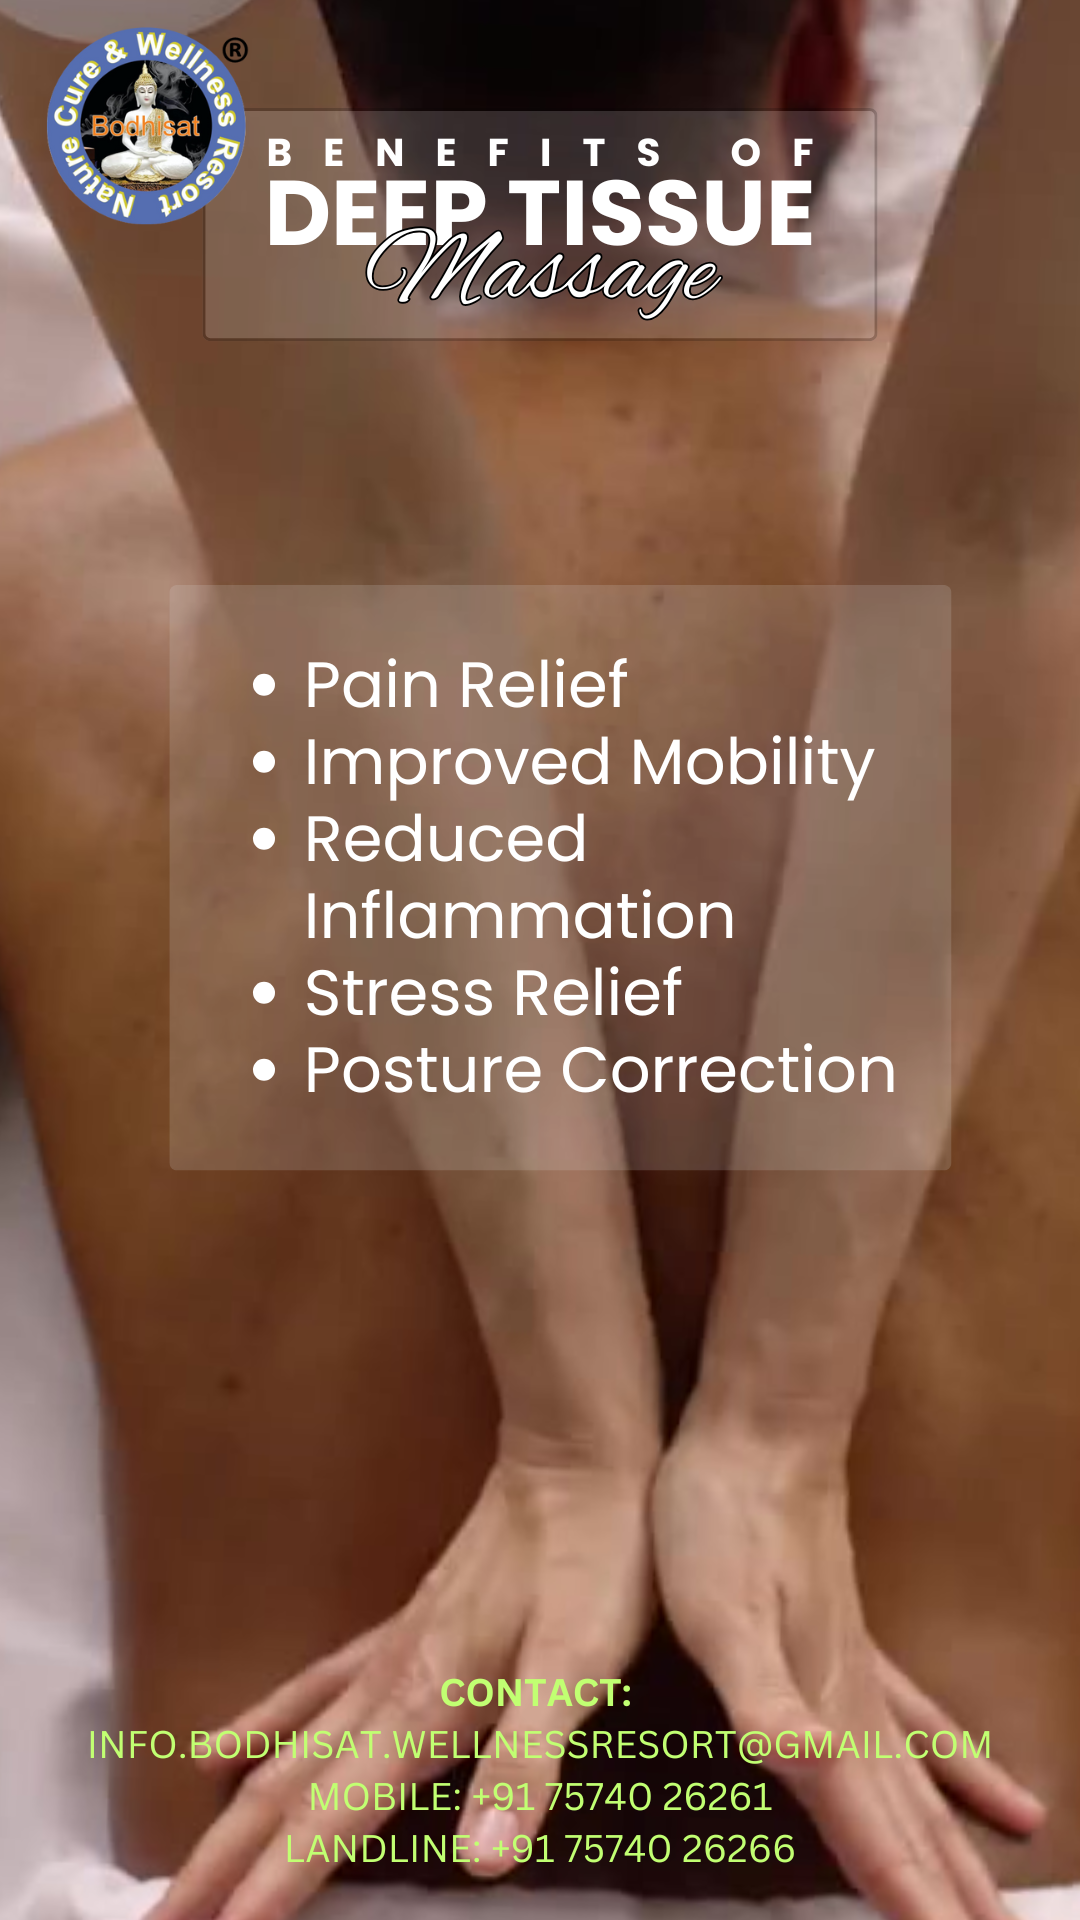 Nature Cure & Wellness Resort
®
Bodhisat
BENEFITS OF
DEEP TISSUE
Massage
• Pain Relief
• Improved Mobility
• Reduced
Inflammation
• Stress Relief
• Posture Correction
CONTACT:
INFO.BODHISAT.WELLNESSRESORT@GMAIL.COM
MOBILE: +91 75740 26261
LANDLINE: +91 75740 26266